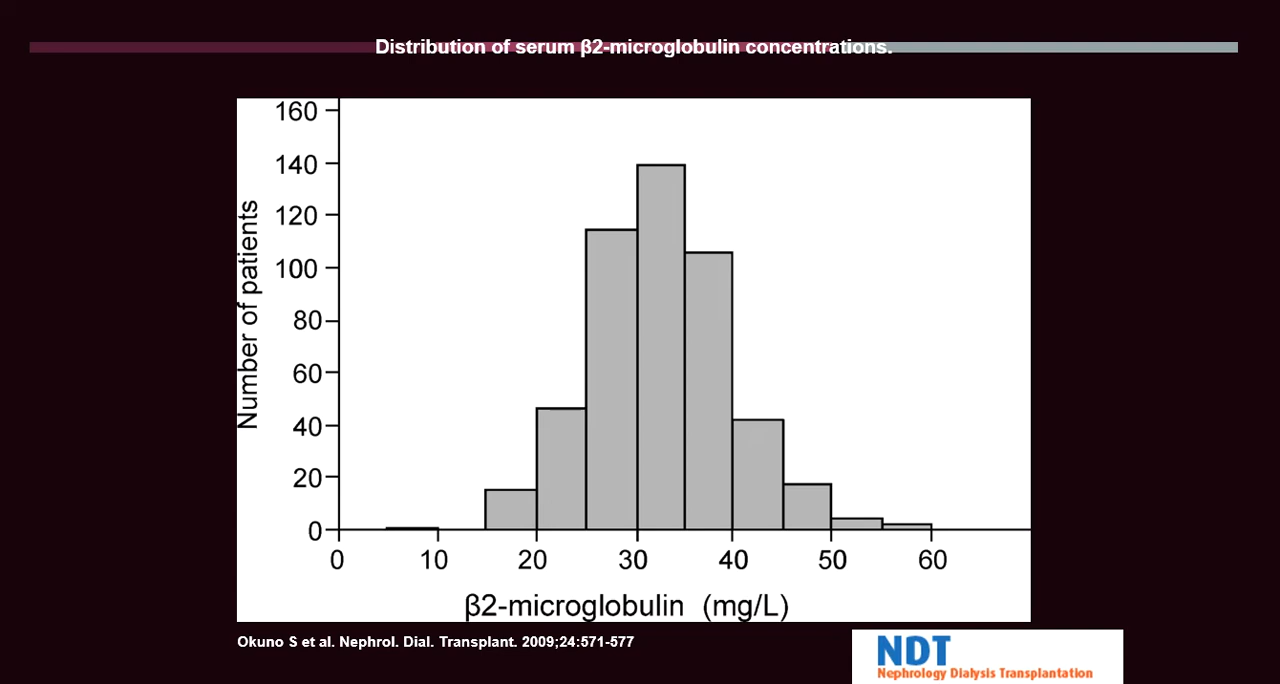 Distribution of serum β2-microglobulin concentrations.
160
140
120
100
80
60
40
20
0
Number of patients
0 10 20 30 40 50 60
β2-microglobulin (mg/L)
Okuno S et al. Nephrol. Dial. Transplant. 2009;24:571-577
NDT
Nephrology Dialysis Transplantation